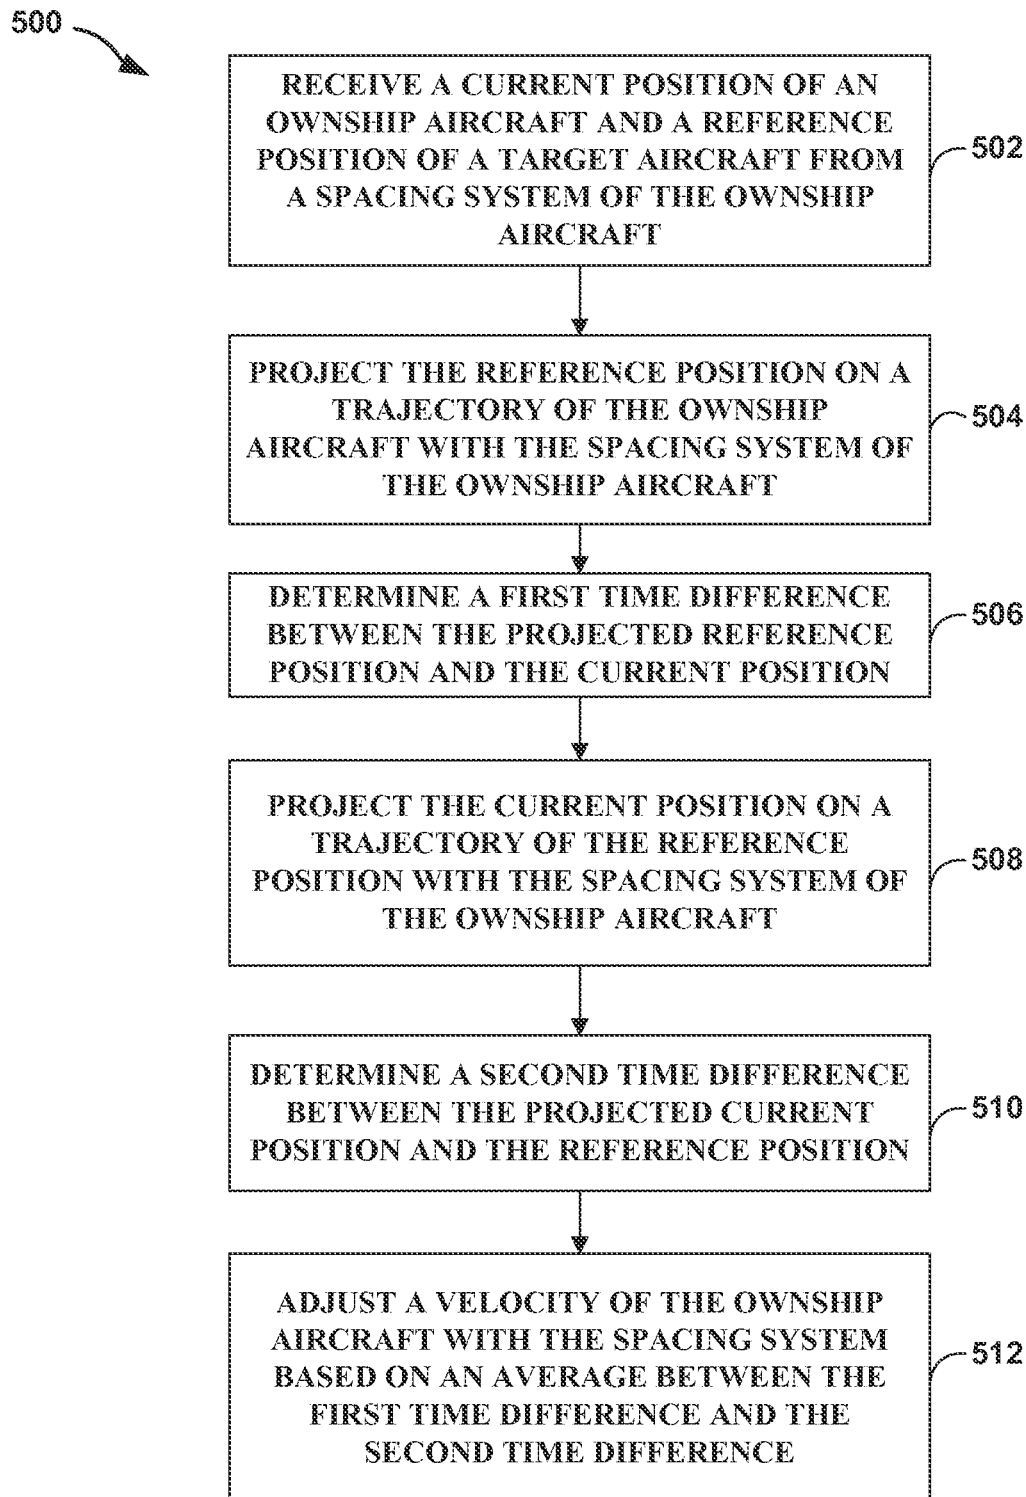 500
RECEIVE A CURRENT POSITION OF AN
OWNSHIP AIRCRAFT AND A REFERENCE
POSITION OF A TARGET AIRCRAFT FROM
A SPACING SYSTEM OF THE OWNSHIP
AIRCRAFT
502
PROJECT THE REFERENCE POSITION ON A
TRAJECTORY OF THE OWNSHIP
AIRCRAFT WITH THE SPACING SYSTEM OF
THE OWNSHIP AIRCRAFT
504
DETERMINE A FIRST TIME DIFFERENCE
BETWEEN THE PROJECTED REFERENCE
POSITION AND THE CURRENT POSITION
506
PROJECT THE CURRENT POSITION ON A
TRAJECTORY OF THE REFERENCE
POSITION WITH THE SPACING SYSTEM OF
THE OWNSHIP AIRCRAFT
508
DETERMINE A SECOND TIME DIFFERENCE
BETWEEN THE PROJECTED CURRENT
POSITION AND THE REFERENCE POSITION
510
ADJUST A VELOCITY OF THE OWNSHIP
AIRCRAFT WITH THE SPACING SYSTEM
BASED ON AN AVERAGE BETWEEN THE
FIRST TIME DIFFERENCE AND THE
SECOND TIME DIFFERENCE
512